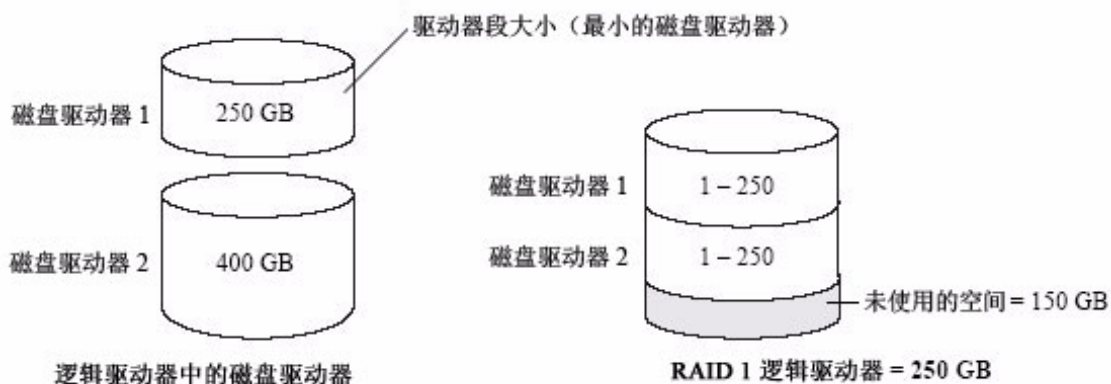 驱动器段大小（最小的磁盘驱动器）
磁盘驱动器 1
250 GB
磁盘驱动器 2
400 GB
逻辑驱动器中的磁盘驱动器
磁盘驱动器 1
1 – 250
磁盘驱动器 2
1 – 250
未使用的空间 = 150 GB
RAID 1 逻辑驱动器 = 250 GB